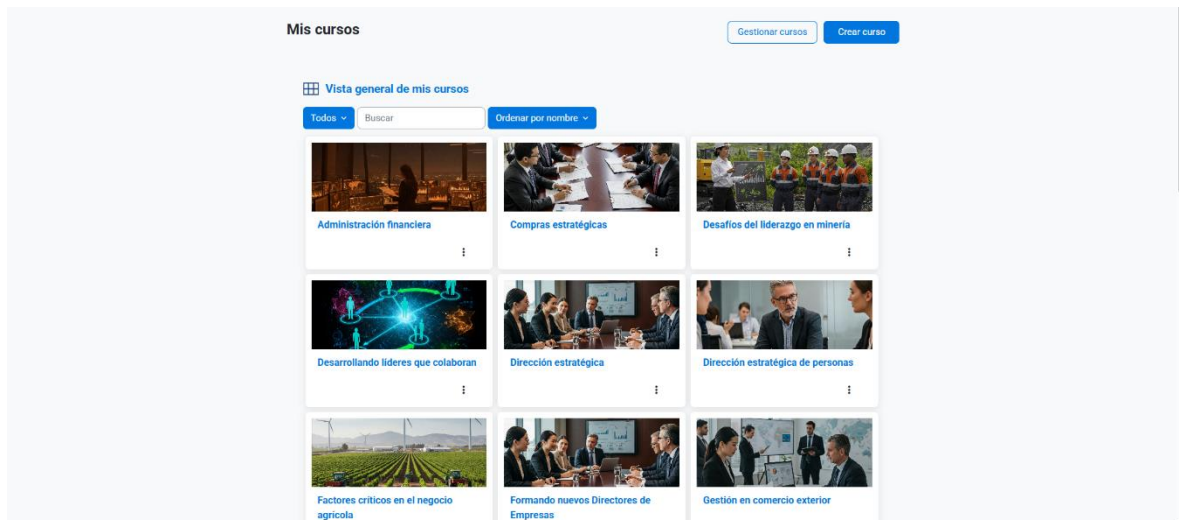 Mis cursos
Gestionar cursos
Crear curso
Vista general de mis cursos
Todos
Buscar
Ordenar por nombre
Administración financiera
Compras estratégicas
Desafíos del liderazgo en minería
Desarrollando líderes que colaboran
Dirección estratégica
Dirección estratégica de personas
Factores críticos en el negocio
agrícola
Formando nuevos Directores de
Empresas
Gestión en comercio exterior